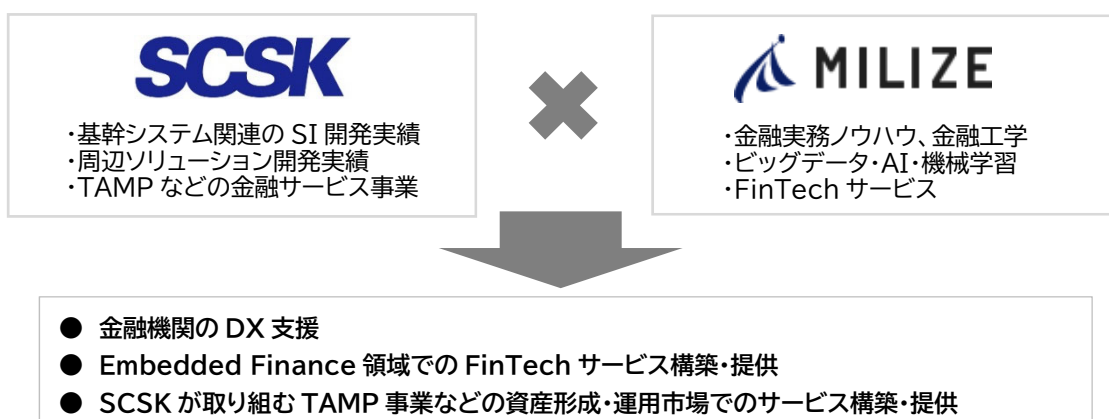 SCSK
・基幹システム関連の SI 開発実績
・周辺ソリューション開発実績
・TAMP などの金融サービス事業
MILIZE
・金融実務ノウハウ、金融工学
・ビッグデータ・AI・機械学習
・FinTech サービス
● 金融機関の DX 支援
● Embedded Finance 領域での FinTech サービス構築・提供
● SCSK が取り組む TAMP 事業などの資産形成・運用市場でのサービス構築・提供